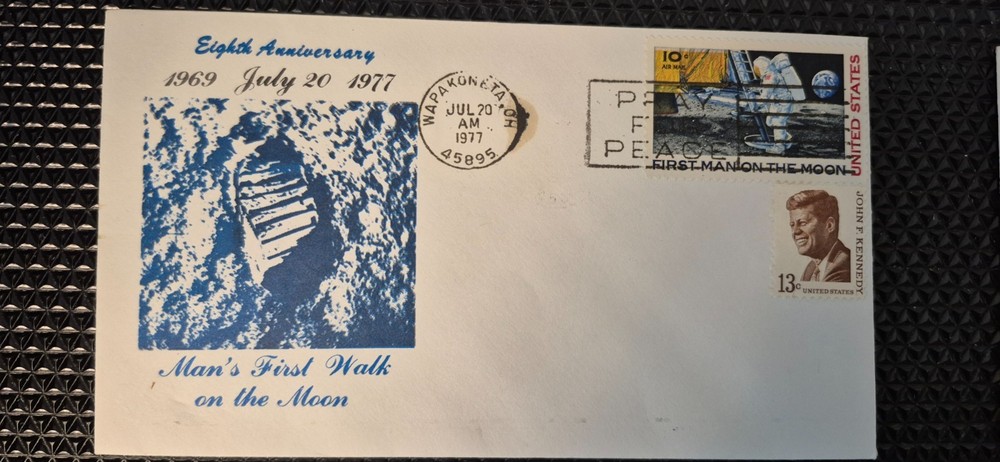 Eighth Anniversary
1969 July 20 1977
Man's First Walk
on the Moon
WAPAKONETA, OH
JUL 20
AM
1977
45895
PRAY
F
PEACE
10c
AIR MAIL
UNITED STATES
FIRST MAN ON THE MOON
JOHN F. KENNEDY
13c
UNITED STATES